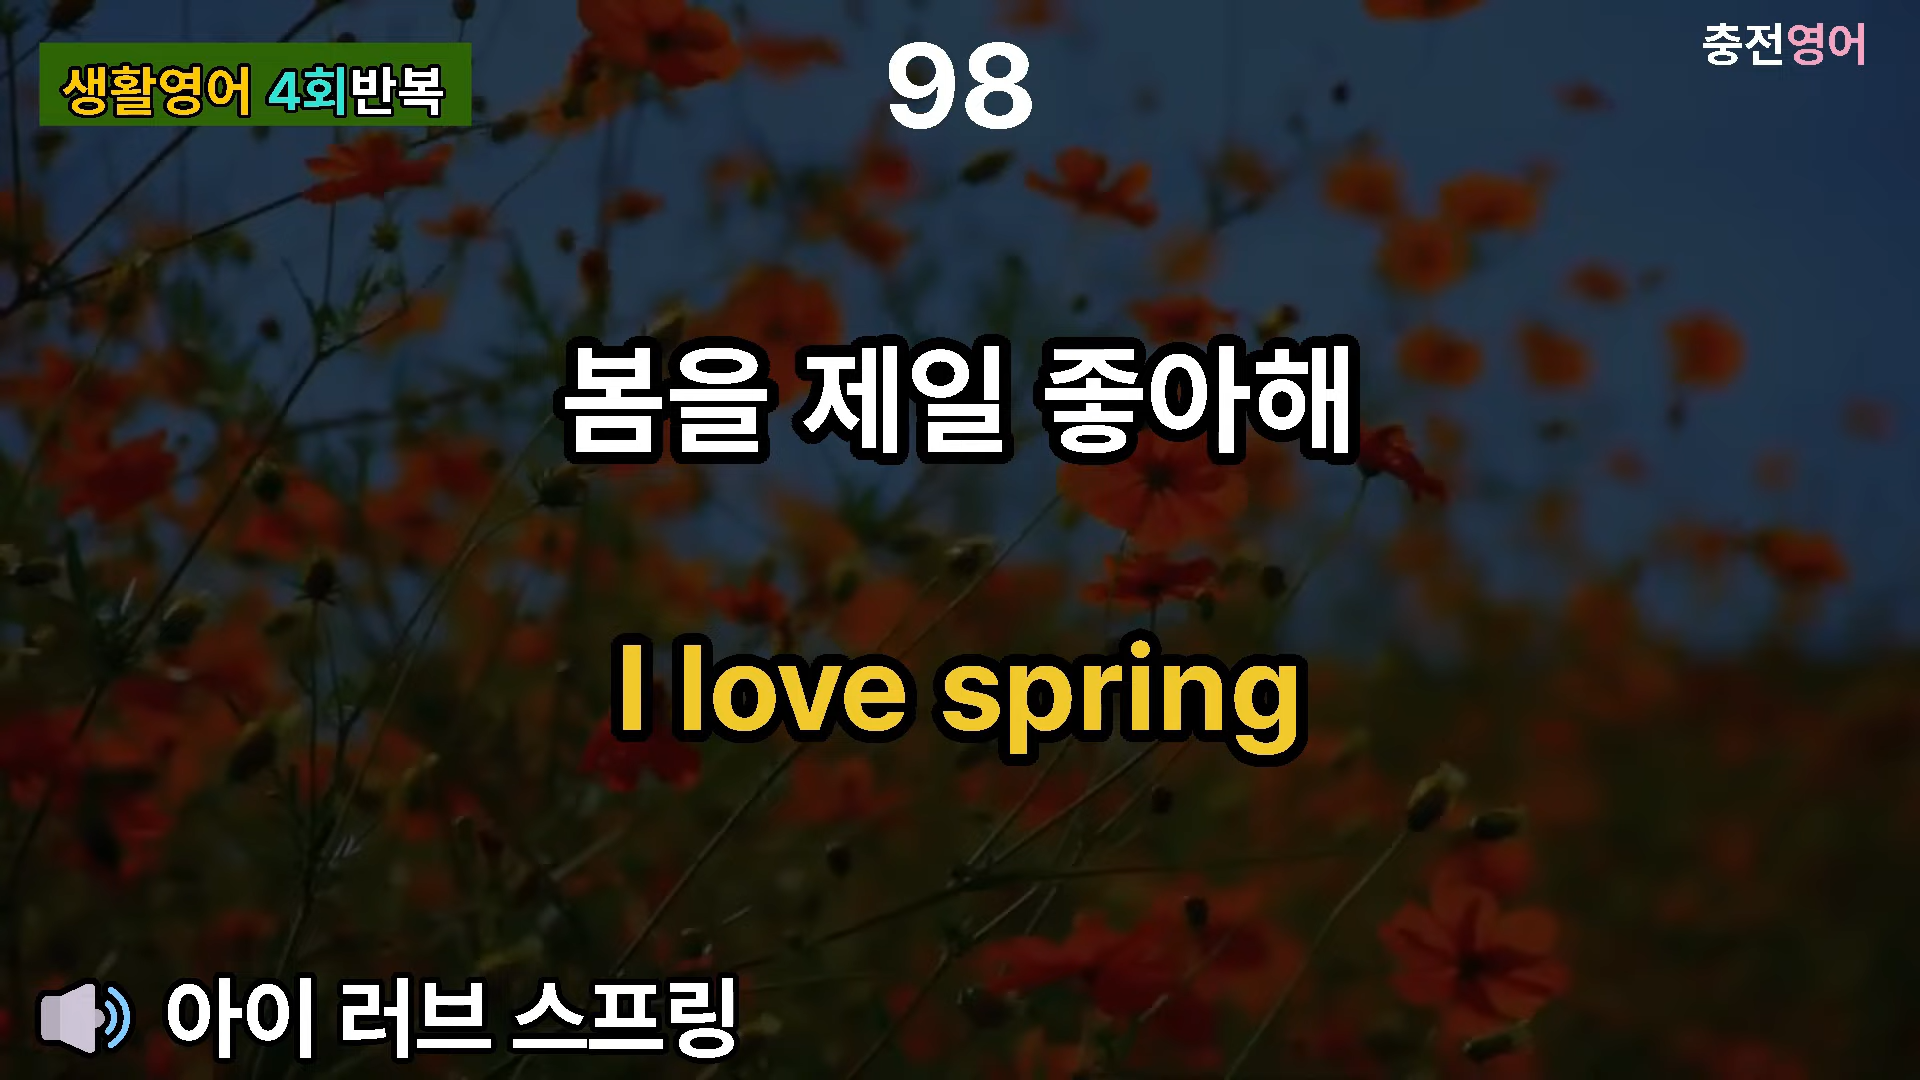 생활영어 4회반복
98
충전영어
봄을 제일 좋아해
I love spring
아이 러브 스프링